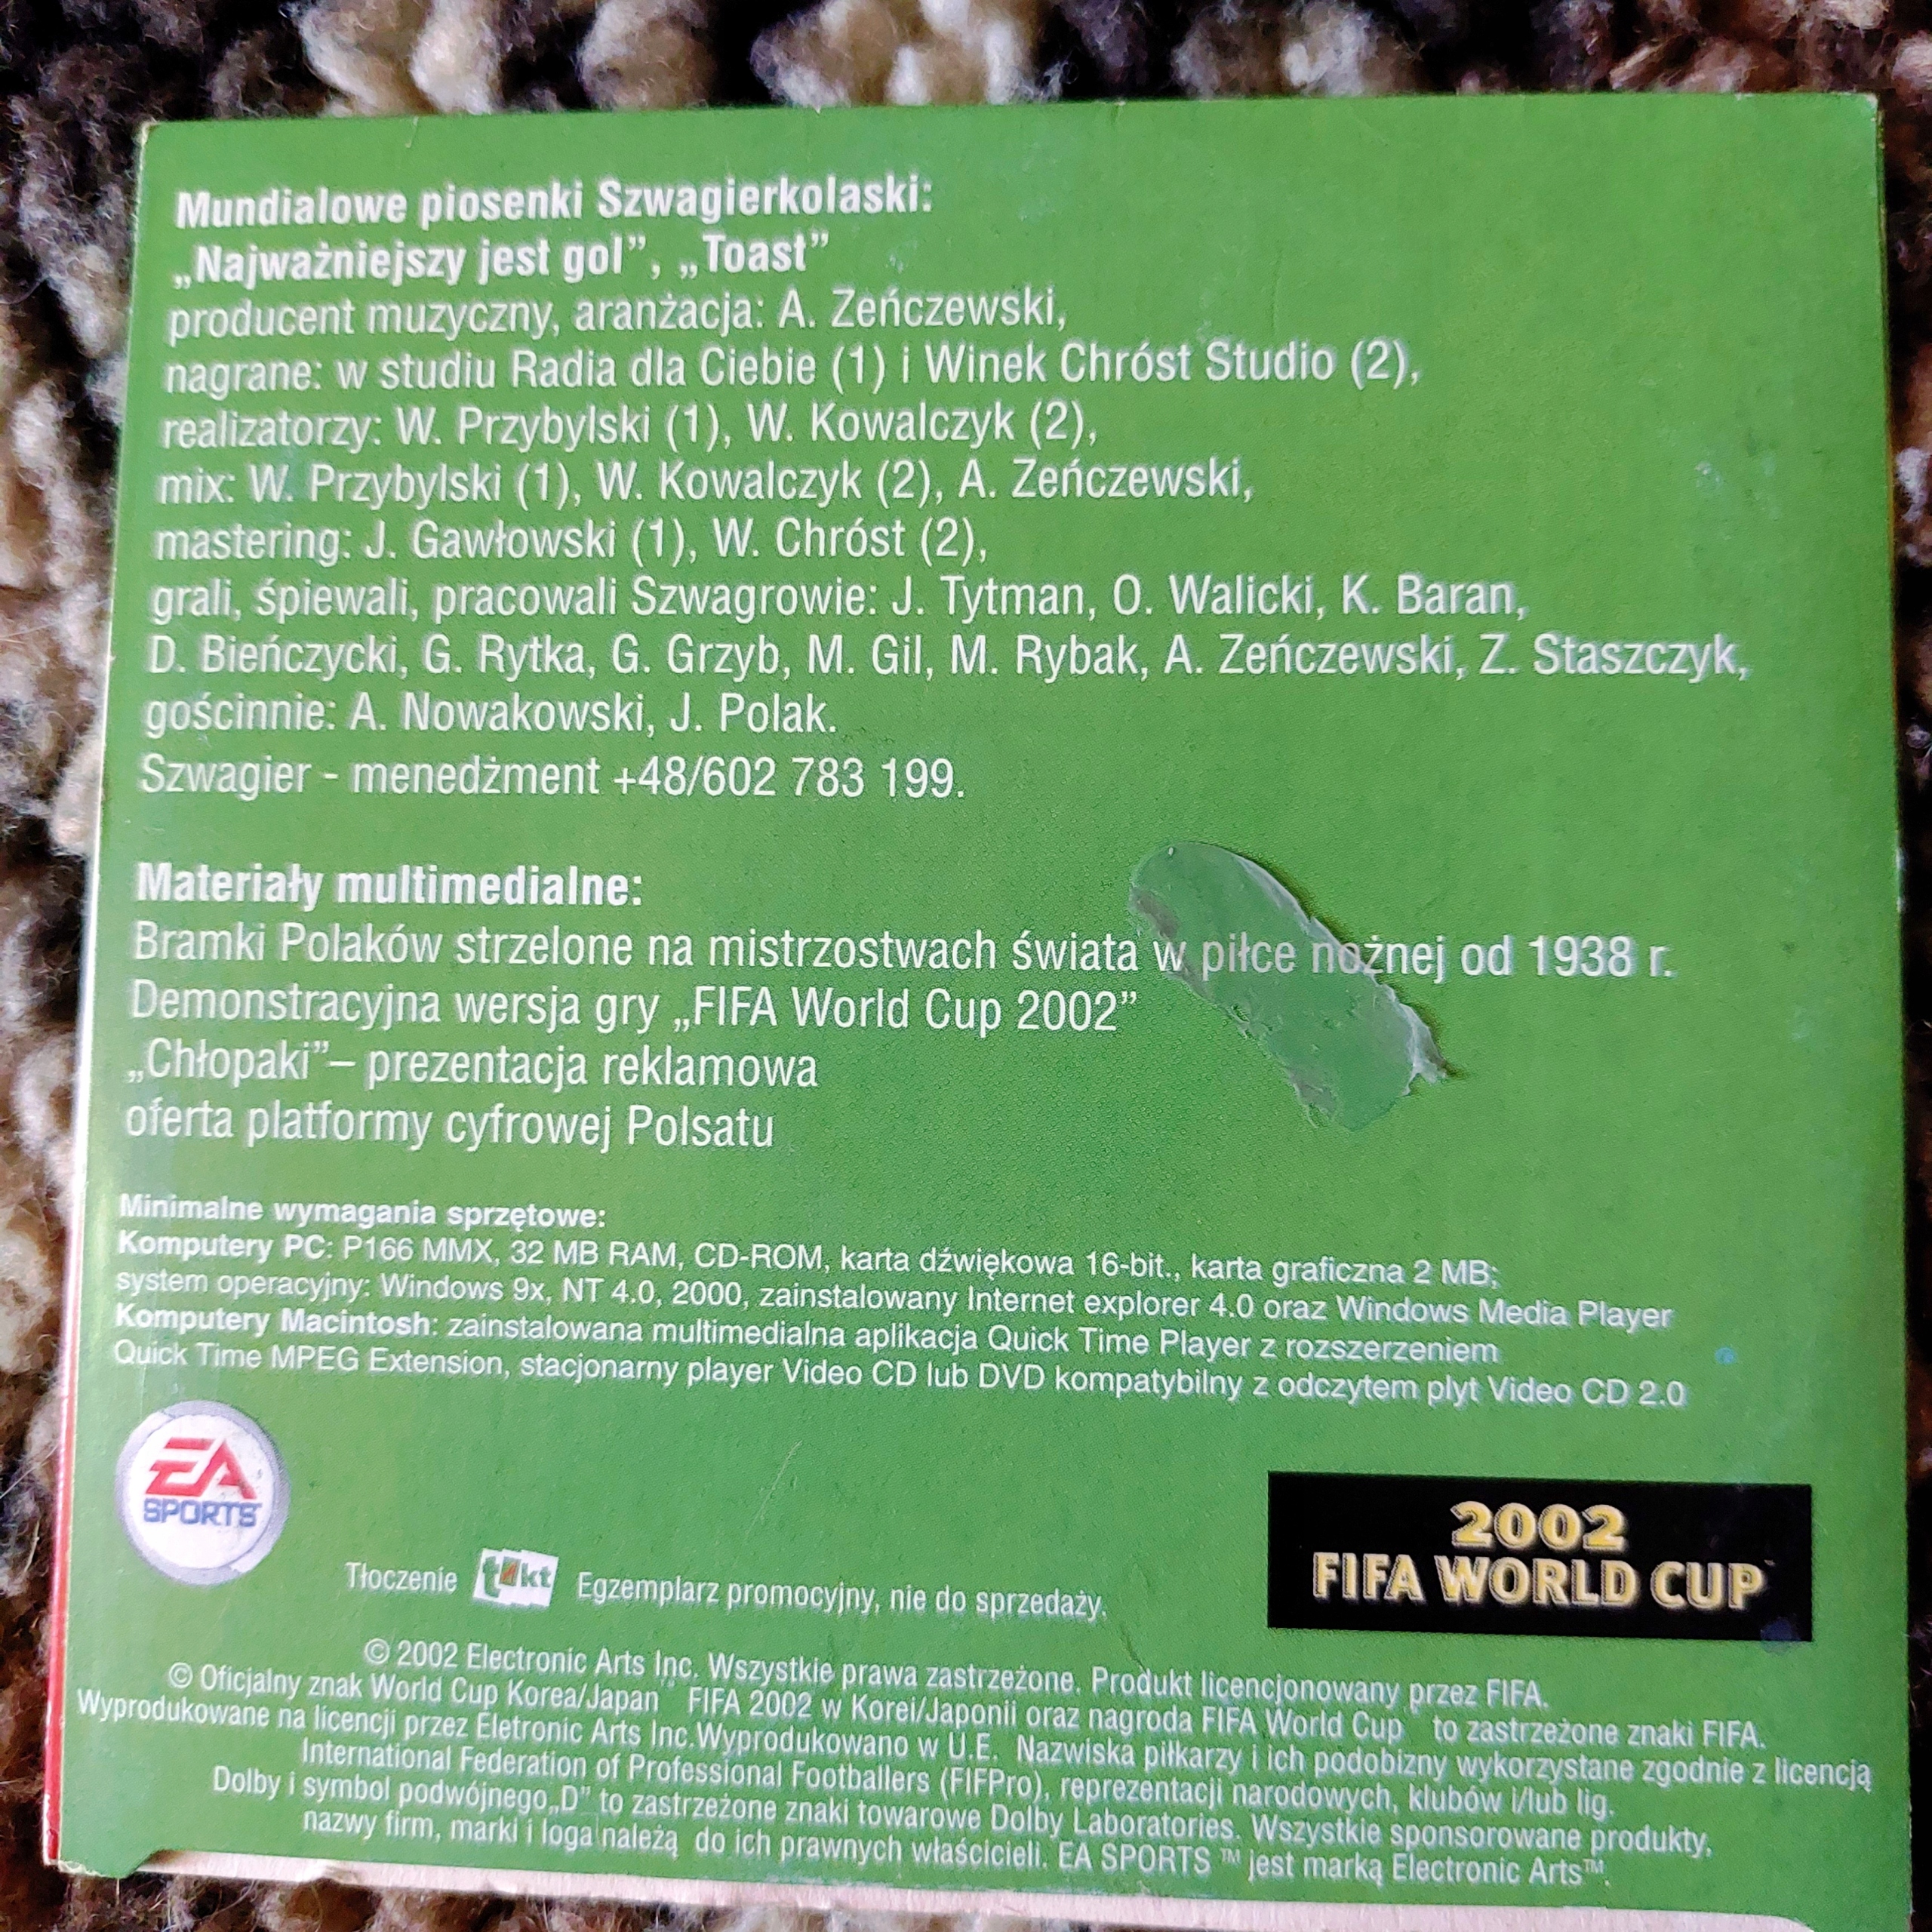 Mundialowe piosenki Szwagierkolaski:
„Najważniejszy jest gol”, „Toast”
producent muzyczny, aranżacja: A. Zeńczewski,
nagrane: w studiu Radia dla Ciebie (1) i Winek Chróst Studio (2),
realizatorzy: W. Przybylski (1), W. Kowalczyk (2),
mix: W. Przybylski (1), W. Kowalczyk (2), A. Zeńczewski,
mastering: J. Gawłowski (1), W. Chróst (2),
grali, śpiewali, pracowali Szwagrowie: J. Tytman, O. Walicki, K. Baran,
D. Bieńczycki, G. Rytka, G. Grzyb, M. Gil, M. Rybak, A. Zeńczewski, Z. Staszczyk,
gościnnie: A. Nowakowski, J. Polak.
Szwagier - menedżment +48/602 783 199.
Materiały multimedialne:
Bramki Polaków strzelone na mistrzostwach świata w piłce nożnej od 1938 r.
Demonstracyjna wersja gry „FIFA World Cup 2002”
„Chłopaki”– prezentacja reklamowa
oferta platformy cyfrowej Polsatu
Minimalne wymagania sprzętowe:
Komputery PC: P166 MMX, 32 MB RAM, CD-ROM, karta dźwiękowa 16-bit., karta graficzna 2 MB;
system operacyjny: Windows 9x, NT 4.0, 2000, zainstalowany Internet explorer 4.0 oraz Windows Media Player
Komputery Macintosh: zainstalowana multimedialna aplikacja Quick Time Player z rozszerzeniem
Quick Time MPEG Extension, stacjonarny player Video CD lub DVD kompatybilny z odczytem plyt Video CD 2.0
EA
SPORTS
2002
FIFA WORLD CUP
Tłoczenie takt Egzemplarz promocyjny, nie do sprzedaży.
© 2002 Electronic Arts Inc. Wszystkie prawa zastrzeżone. Produkt licencjonowany przez FIFA.
© Oficjalny znak World Cup Korea/Japan ™ FIFA 2002 w Korei/Japonii oraz nagroda FIFA World Cup ™ to zastrzeżone znaki FIFA.
Wyprodukowane na licencji przez Eletronic Arts Inc.Wyprodukowano w U.E. Nazwiska piłkarzy i ich podobizny wykorzystane zgodnie z licencją
International Federation of Professional Footballers (FIFPro), reprezentacji narodowych, klubów i/lub lig.
Dolby i symbol podwójnego„D” to zastrzeżone znaki towarowe Dolby Laboratories. Wszystkie sponsorowane produkty,
nazwy firm, marki i loga należą do ich prawnych właścicieli. EA SPORTS ™ jest marką Electronic Arts™.